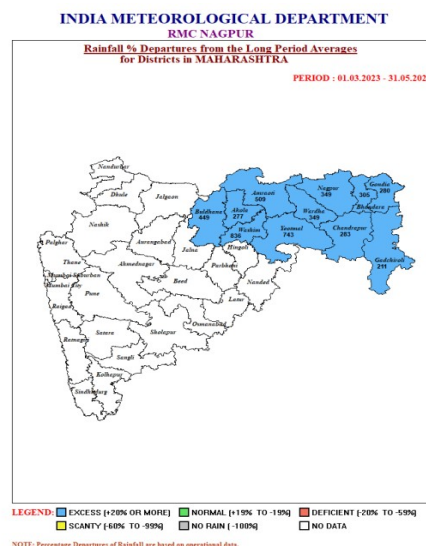 INDIA METEOROLOGICAL DEPARTMENT
RMC NAGPUR
Rainfall % Departures from the Long Period Averages
for Districts in MAHARASHTRA
PERIOD : 01.03.2023 - 31.05.202
Nandurbar
Dhule
Jalgaon
Nashik
Buldhana
449
Akola
277
Amravati
509
Washim
836
Yeotmal
743
Wardha
349
Nagpur
349
Bhandara
305
Gondia
280
Chandrapur
263
Gadchiroli
211
Palghar
Thane
Mumbai Suburban
Mumbai City
Raigad
Pune
Ahmednagar
Aurangabad
Jalna
Hingoli
Parbhani
Nanded
Beed
Latur
Osmanabad
Satara
Sholapur
Sangli
Kolhapur
Sindhudurg
LEGEND: EXCESS (+20% OR MORE) NORMAL (+19% TO -19%) DEFICIENT (-20% TO -59%)
SCANTY (-60% TO -99%) NO RAIN ( -100%) NO DATA
NOTE: Percentage Departures of Rainfall are based on operational data.